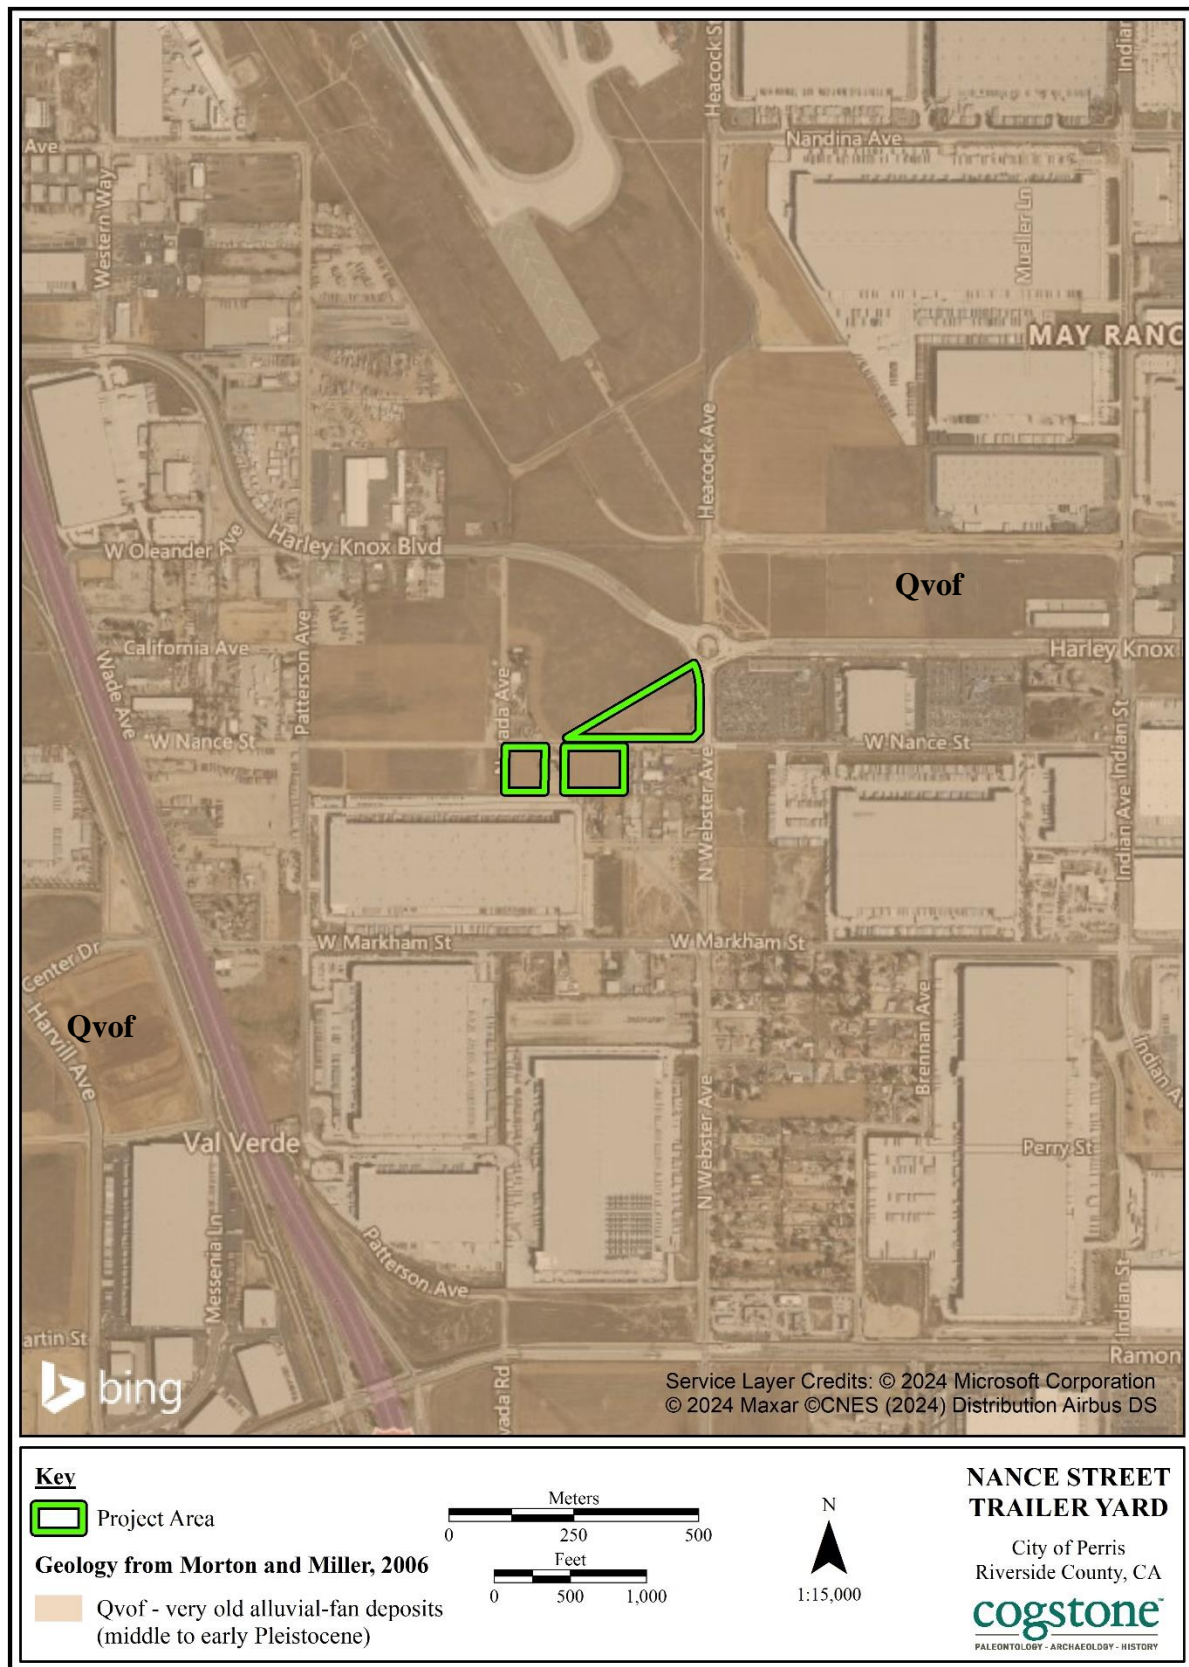 Heacock St
Indian
Nandina Ave
Ave
Western Way
Mueller Ln
MAY RANC
Heacock Ave
W Oleander Ave
Harley Knox Blvd
Qvof
California Ave
Patterson Ave
Wade Ave
ada Ave
Harley Knox
W Nance St
W Nance St
N Webster Ave
Indian Ave
Indian St
W Markham St
W Markham St
Center Dr
Harvill Ave
Qvof
Brennan Ave
Indian A
Val Verde
N Webster Ave
Perry St
Messenia Ln
Patterson Ave
Indian St
artin St
Ramon
vada Rd
bing
Service Layer Credits: © 2024 Microsoft Corporation
© 2024 Maxar ©CNES (2024) Distribution Airbus DS
Key
Project Area
Geology from Morton and Miller, 2006
Qvof - very old alluvial-fan deposits
(middle to early Pleistocene)
Meters
0 250 500
Feet
0 500 1,000
N
1:15,000
NANCE STREET
TRAILER YARD
City of Perris
Riverside County, CA
cogstone™
PALEONTOLOGY - ARCHAEOLOGY - HISTORY